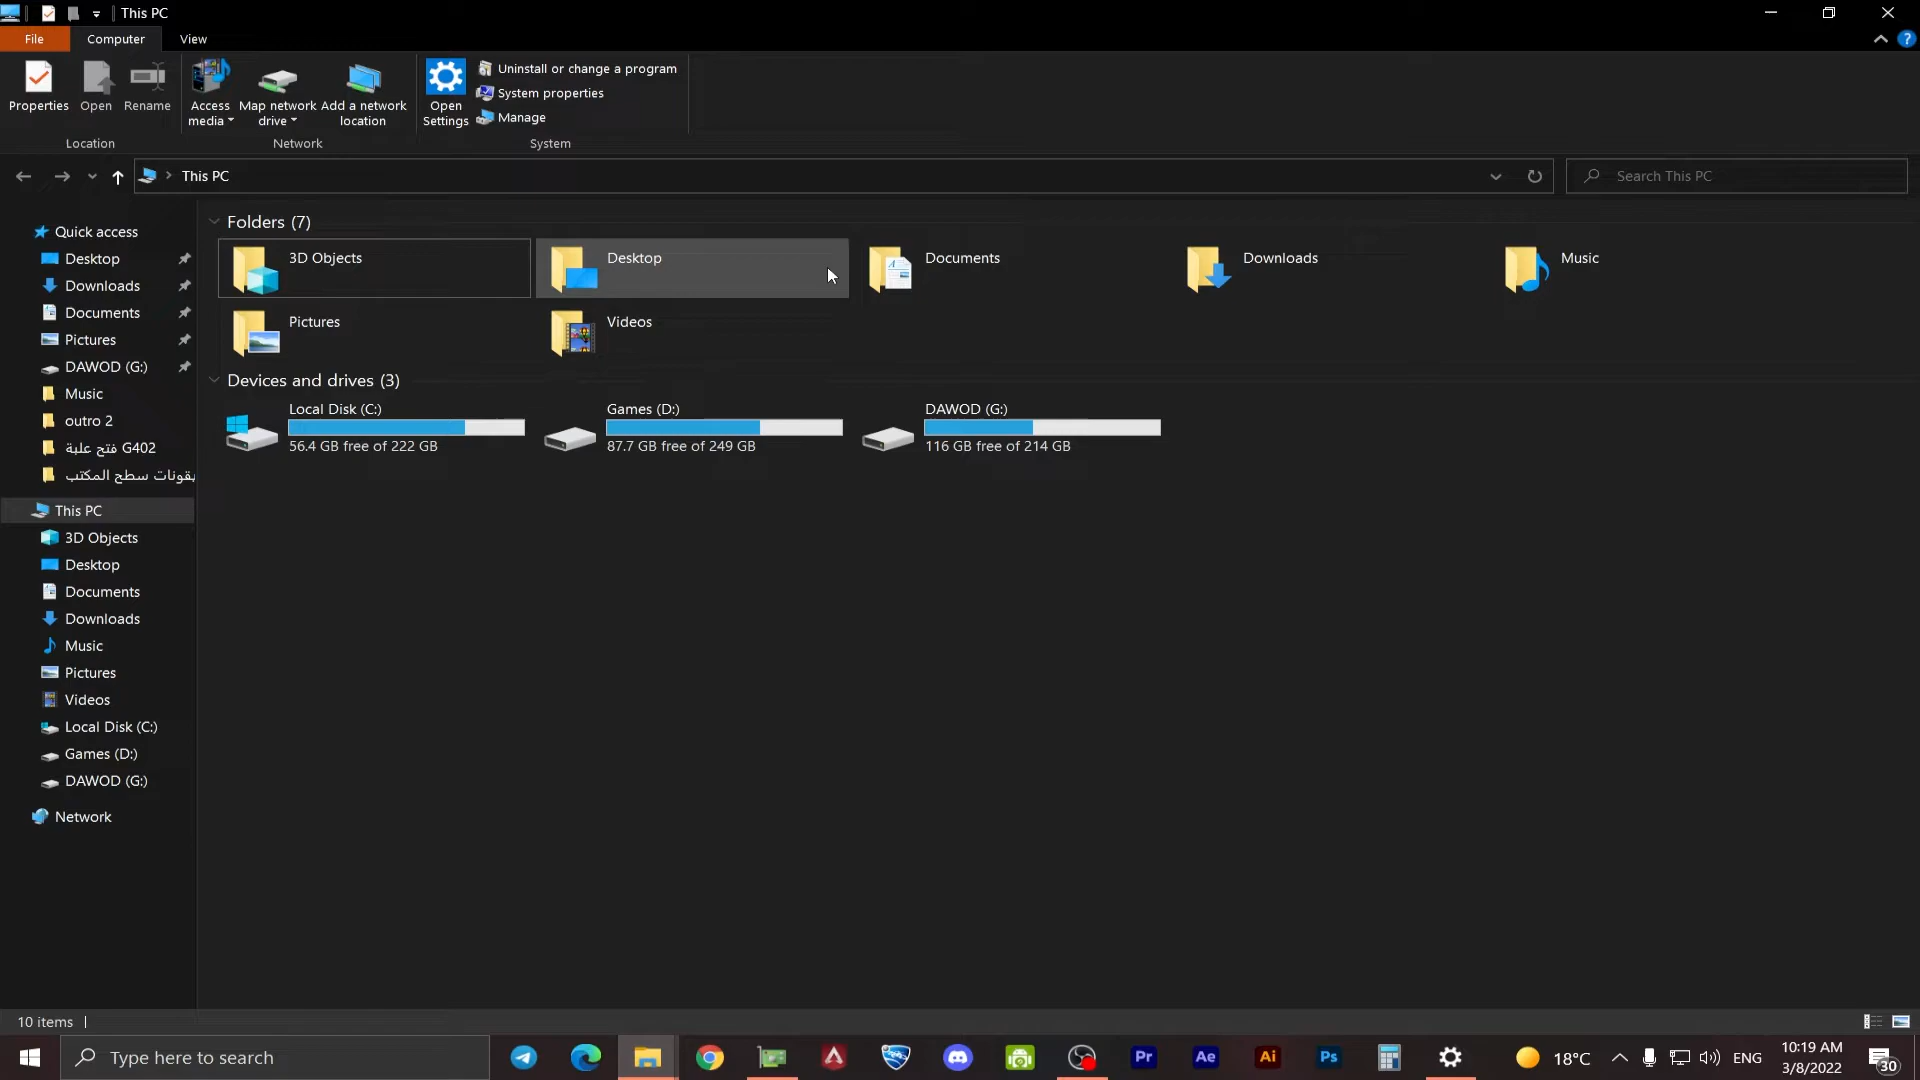 This PC
File
Computer
View
Properties
Open
Rename
Access media
Map network drive
Add a network location
Open Settings
Uninstall or change a program
System properties
Manage
Location
Network
System
This PC
Search This PC
Quick access
Desktop
Downloads
Documents
Pictures
DAWOD (G:)
Music
outro 2
فتح علبة G402
يقونات سطح المكتب
This PC
3D Objects
Desktop
Documents
Downloads
Music
Pictures
Videos
Local Disk (C:)
Games (D:)
DAWOD (G:)
Network
Folders (7)
3D Objects
Desktop
Documents
Downloads
Music
Pictures
Videos
Devices and drives (3)
Local Disk (C:)
56.4 GB free of 222 GB
Games (D:)
87.7 GB free of 249 GB
DAWOD (G:)
116 GB free of 214 GB
10 items
Type here to search
Pr
Ae
Ai
Ps
18°C
ENG
10:19 AM
3/8/2022
30